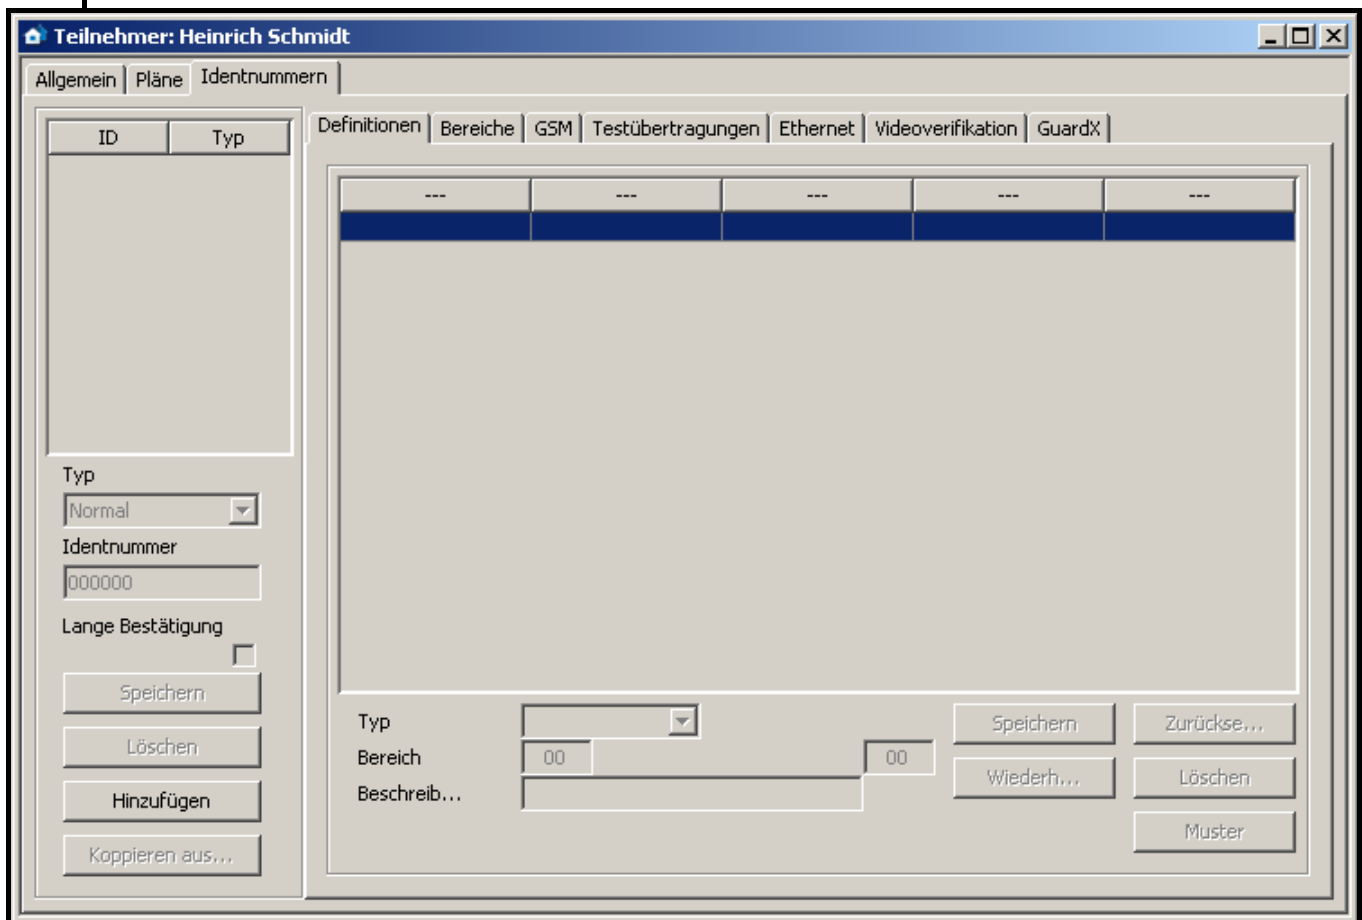 Teilnehmer: Heinrich Schmidt
Allgemein Pläne Identnummern
ID Typ
Definitionen Bereiche GSM Testübertragungen Ethernet Videoverifikation GuardX
--- --- --- --- ---
Typ
Normal
Identnummer
000000
Lange Bestätigung
Speichern
Löschen
Hinzufügen
Koppieren aus...
Typ
Bereich 00 00
Beschreib...
Speichern Zurückse...
Wiederh... Löschen
Muster